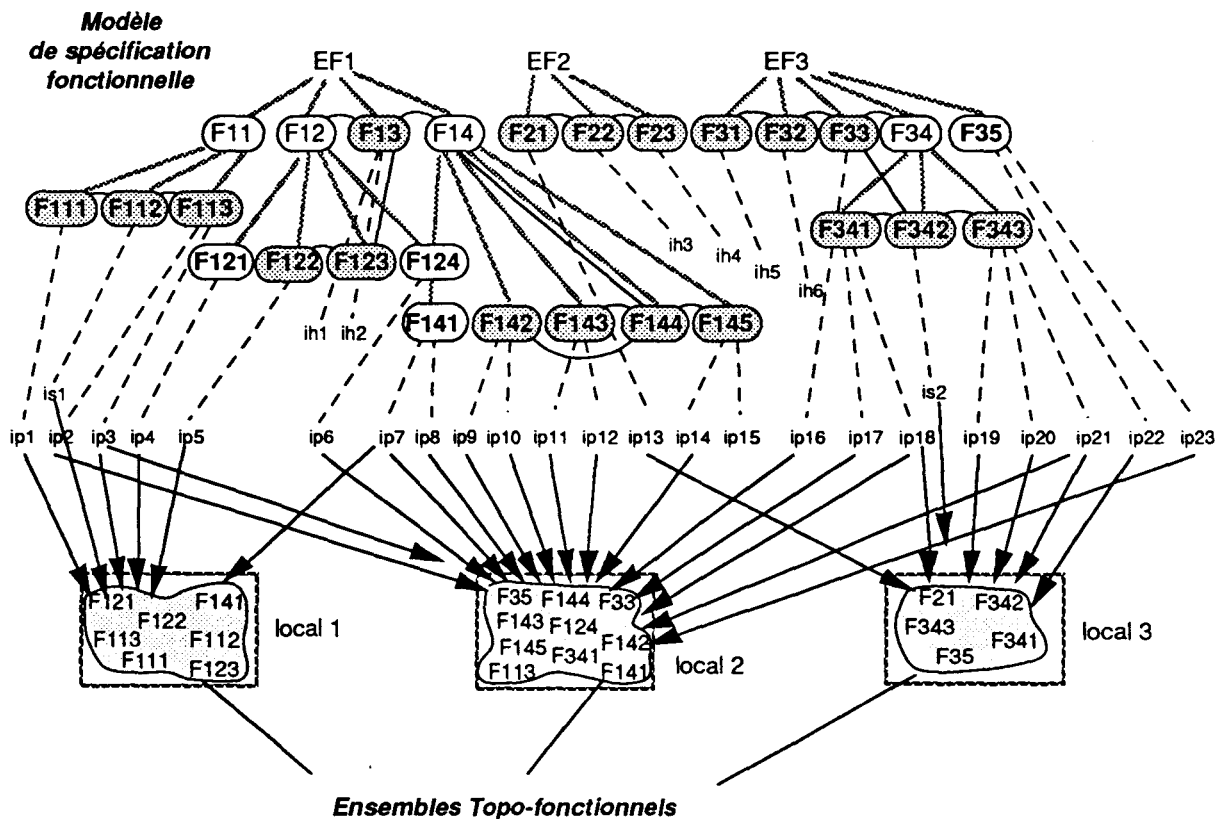 Modèle
de spécification
fonctionnelle
EF1 EF2 EF3
F11 F12 F13 F14 F21 F22 F23 F31 F32 F33 F34 F35
F111 F112 F113 F341 F342 F343
F121 F122 F123 F124
ih3 ih4 ih5 ih6
F141 F142 F143 F144 F145
ih1 ih2
is1 is2
ip1 ip2 ip3 ip4 ip5 ip6 ip7 ip8 ip9 ip10 ip11 ip12 ip13 ip14 ip15 ip16 ip17 ip18 ip19 ip20 ip21 ip22 ip23
F121 F141
F122
F113 F112
F111 F123
local 1
F35 F144 F33
F143 F124
F142
F145 F341
F113 F141
local 2
F21 F342
F343 F341
F35
local 3
Ensembles Topo-fonctionnels